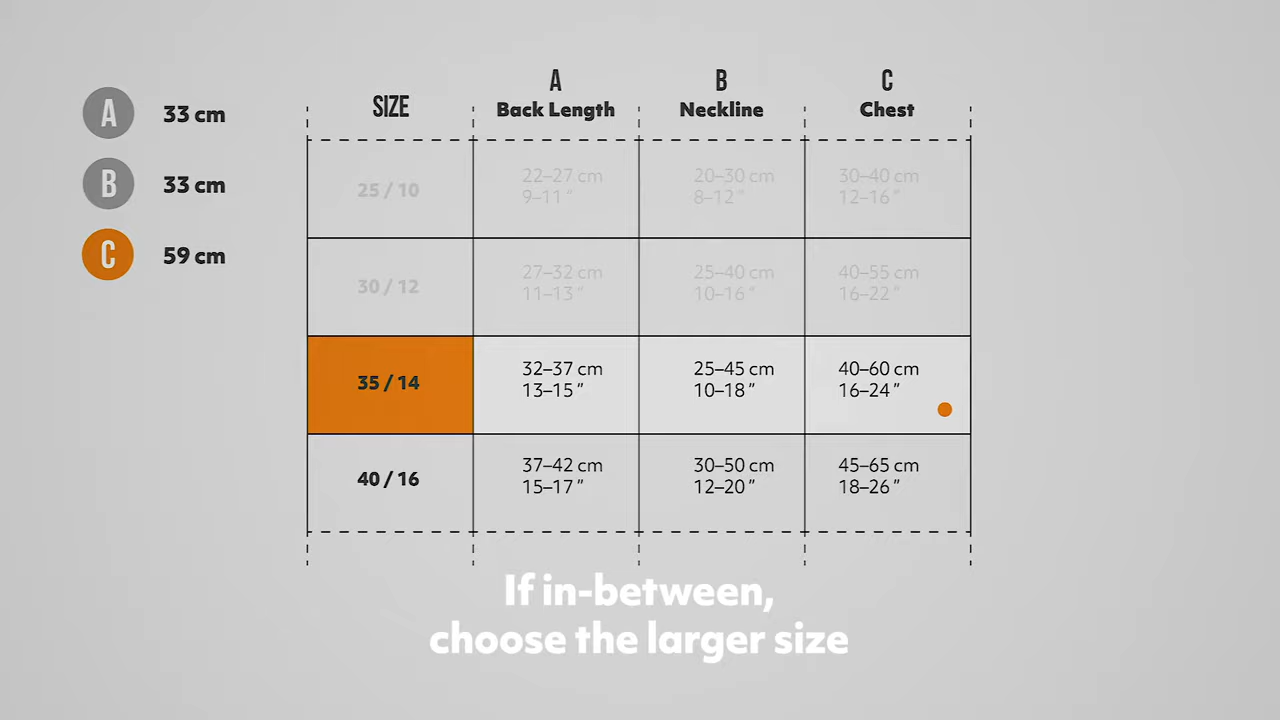 A 33 cm
B 33 cm
C 59 cm
SIZE
A
Back Length
B
Neckline
C
Chest
25 / 10
22–27 cm
9–11 "
20–30 cm
8–12 "
30–40 cm
12–16 "
30 / 12
27–32 cm
11–13 "
25–40 cm
10–16 "
40–55 cm
16–22 "
35 / 14
32–37 cm
13–15 "
25–45 cm
10–18 "
40–60 cm
16–24 "
40 / 16
37–42 cm
15–17 "
30–50 cm
12–20 "
45–65 cm
18–26 "
If in-between,
choose the larger size